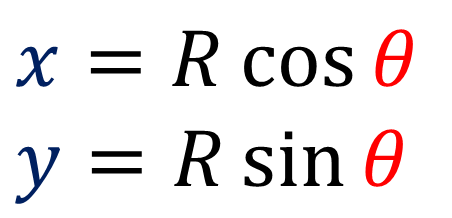 x = R cos θ
y = R sin θ